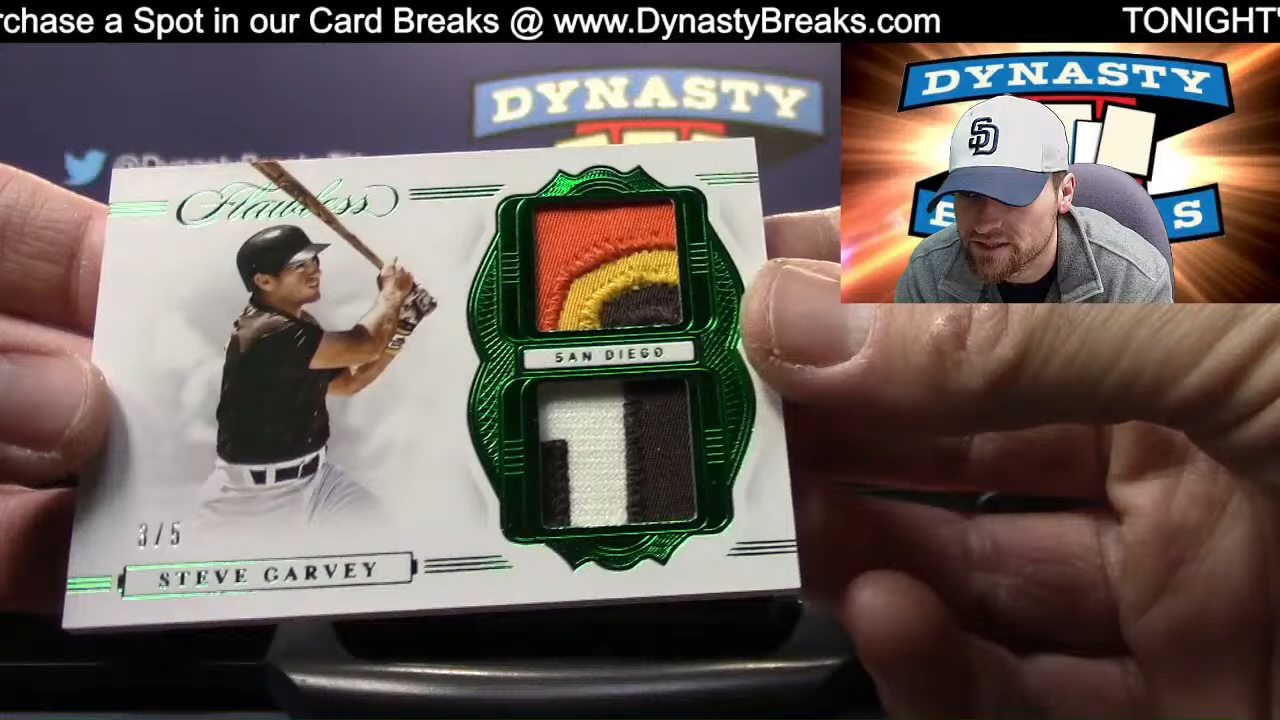 rchase a Spot in our Card Breaks @ www.DynastyBreaks.com TONIGHT'
DYNASTY
DYNASTY
Flawless
SD
SAN DIEGO
3/5
STEVE GARVEY